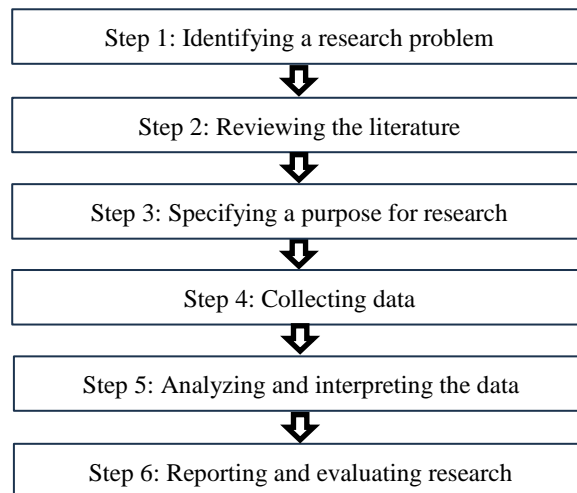 Step 1: Identifying a research problem
Step 2: Reviewing the literature
Step 3: Specifying a purpose for research
Step 4: Collecting data
Step 5: Analyzing and interpreting the data
Step 6: Reporting and evaluating research